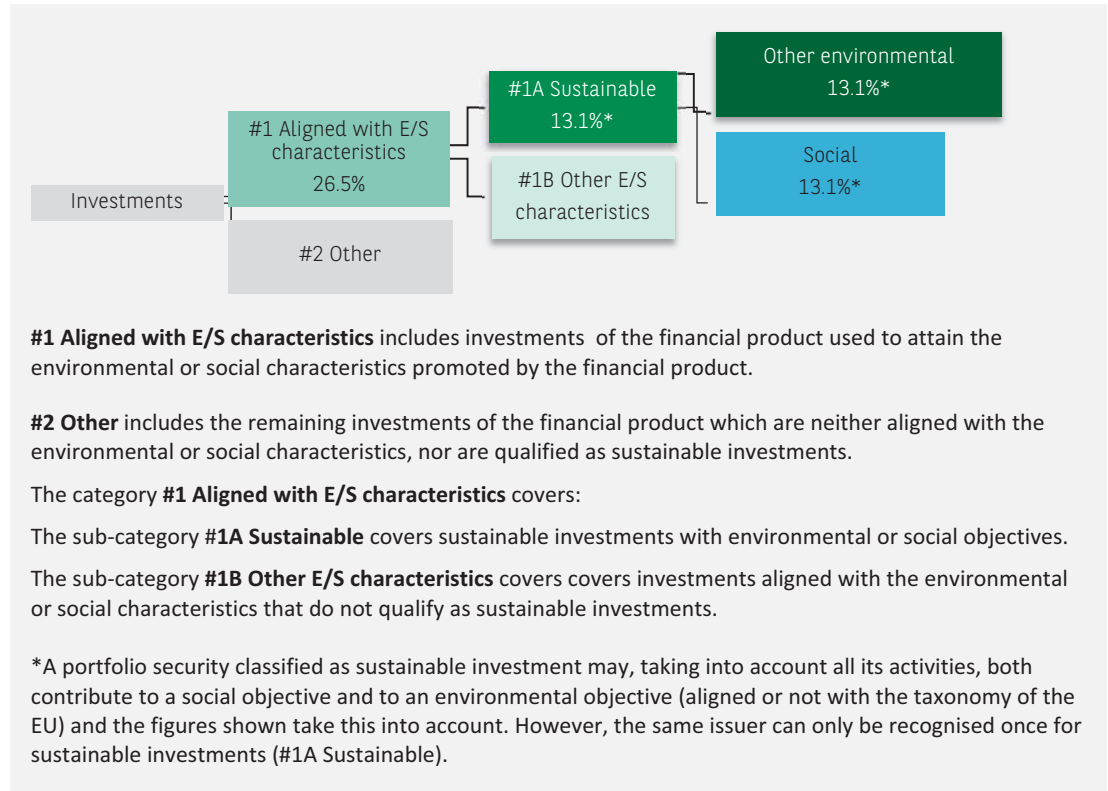 Investments
#1 Aligned with E/S
characteristics
26.5%
#2 Other
#1A Sustainable
13.1%*
#1B Other E/S
characteristics
Other environmental
13.1%*
Social
13.1%*
#1 Aligned with E/S characteristics includes investments of the financial product used to attain the
environmental or social characteristics promoted by the financial product.
#2 Other includes the remaining investments of the financial product which are neither aligned with the
environmental or social characteristics, nor are qualified as sustainable investments.
The category #1 Aligned with E/S characteristics covers:
The sub-category #1A Sustainable covers sustainable investments with environmental or social objectives.
The sub-category #1B Other E/S characteristics covers covers investments aligned with the environmental
or social characteristics that do not qualify as sustainable investments.
*A portfolio security classified as sustainable investment may, taking into account all its activities, both
contribute to a social objective and to an environmental objective (aligned or not with the taxonomy of the
EU) and the figures shown take this into account. However, the same issuer can only be recognised once for
sustainable investments (#1A Sustainable).